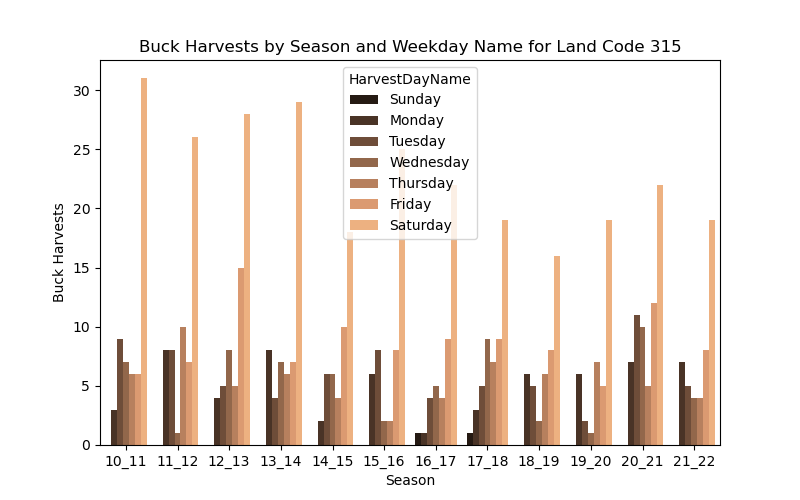 Buck Harvests by Season and Weekday Name for Land Code 315
HarvestDayName
Sunday
Monday
Tuesday
Wednesday
Thursday
Friday
Saturday
Buck Harvests
30
25
20
15
10
5
0
10_11 11_12 12_13 13_14 14_15 15_16 16_17 17_18 18_19 19_20 20_21 21_22
Season